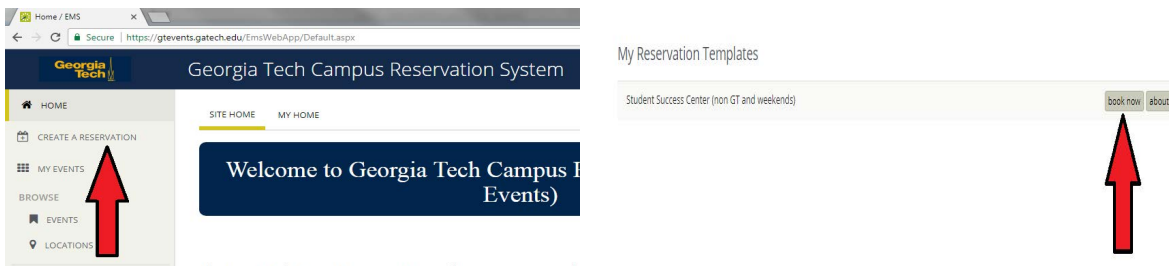 Home / EMS
Secure | https://gtevents.gatech.edu/EmsWebApp/Default.aspx
Georgia
Tech
Georgia Tech Campus Reservation System
HOME
CREATE A RESERVATION
MY EVENTS
BROWSE
EVENTS
LOCATIONS
SITE HOME MY HOME
Welcome to Georgia Tech Campus
Events)
My Reservation Templates
Student Success Center (non GT and weekends)
book now about